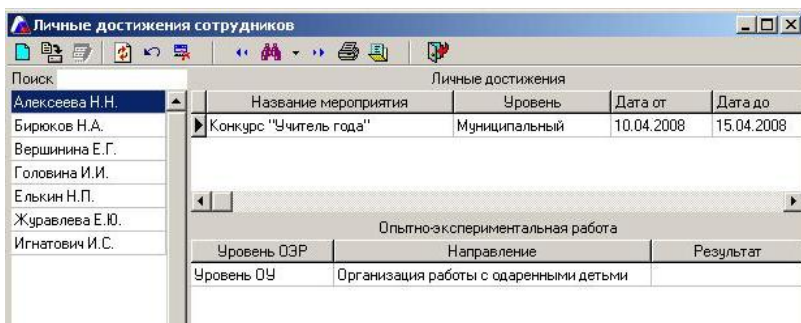 Личные достижения сотрудников
Поиск
Алексеева Н.Н.
Бирюков Н.А.
Вершинина Е.Г.
Головина И.И.
Елькин Н.П.
Журавлева Е.Ю.
Игнатович И.С.
Личные достижения
Название мероприятия Уровень Дата от Дата до
Конкурс "Учитель года" Муниципальный 10.04.2008 15.04.2008
Опытно-экспериментальная работа
Уровень ОЭР Направление Результат
Уровень ОУ Организация работы с одаренными детьми